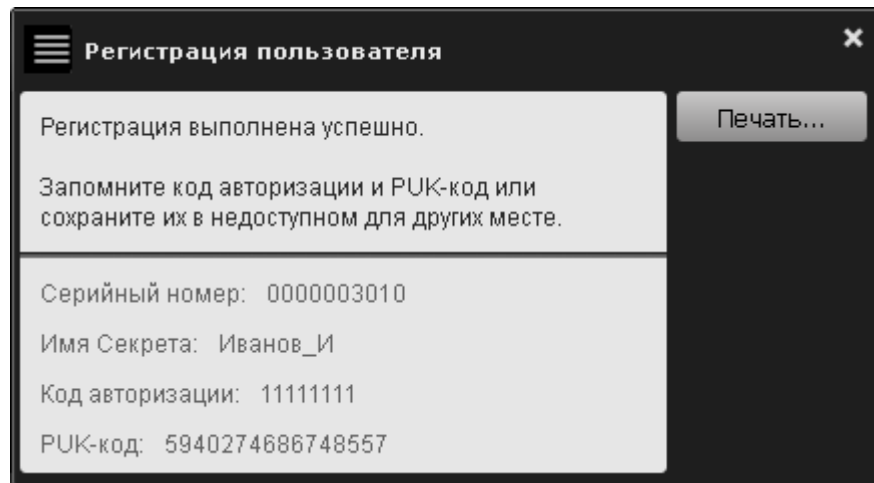 Регистрация пользователя
Регистрация выполнена успешно.
Печать...
Запомните код авторизации и PUK-код или
сохраните их в недоступном для других месте.
Серийный номер: 0000003010
Имя Секрета: Иванов_И
Код авторизации: 11111111
PUK-код: 5940274686748557